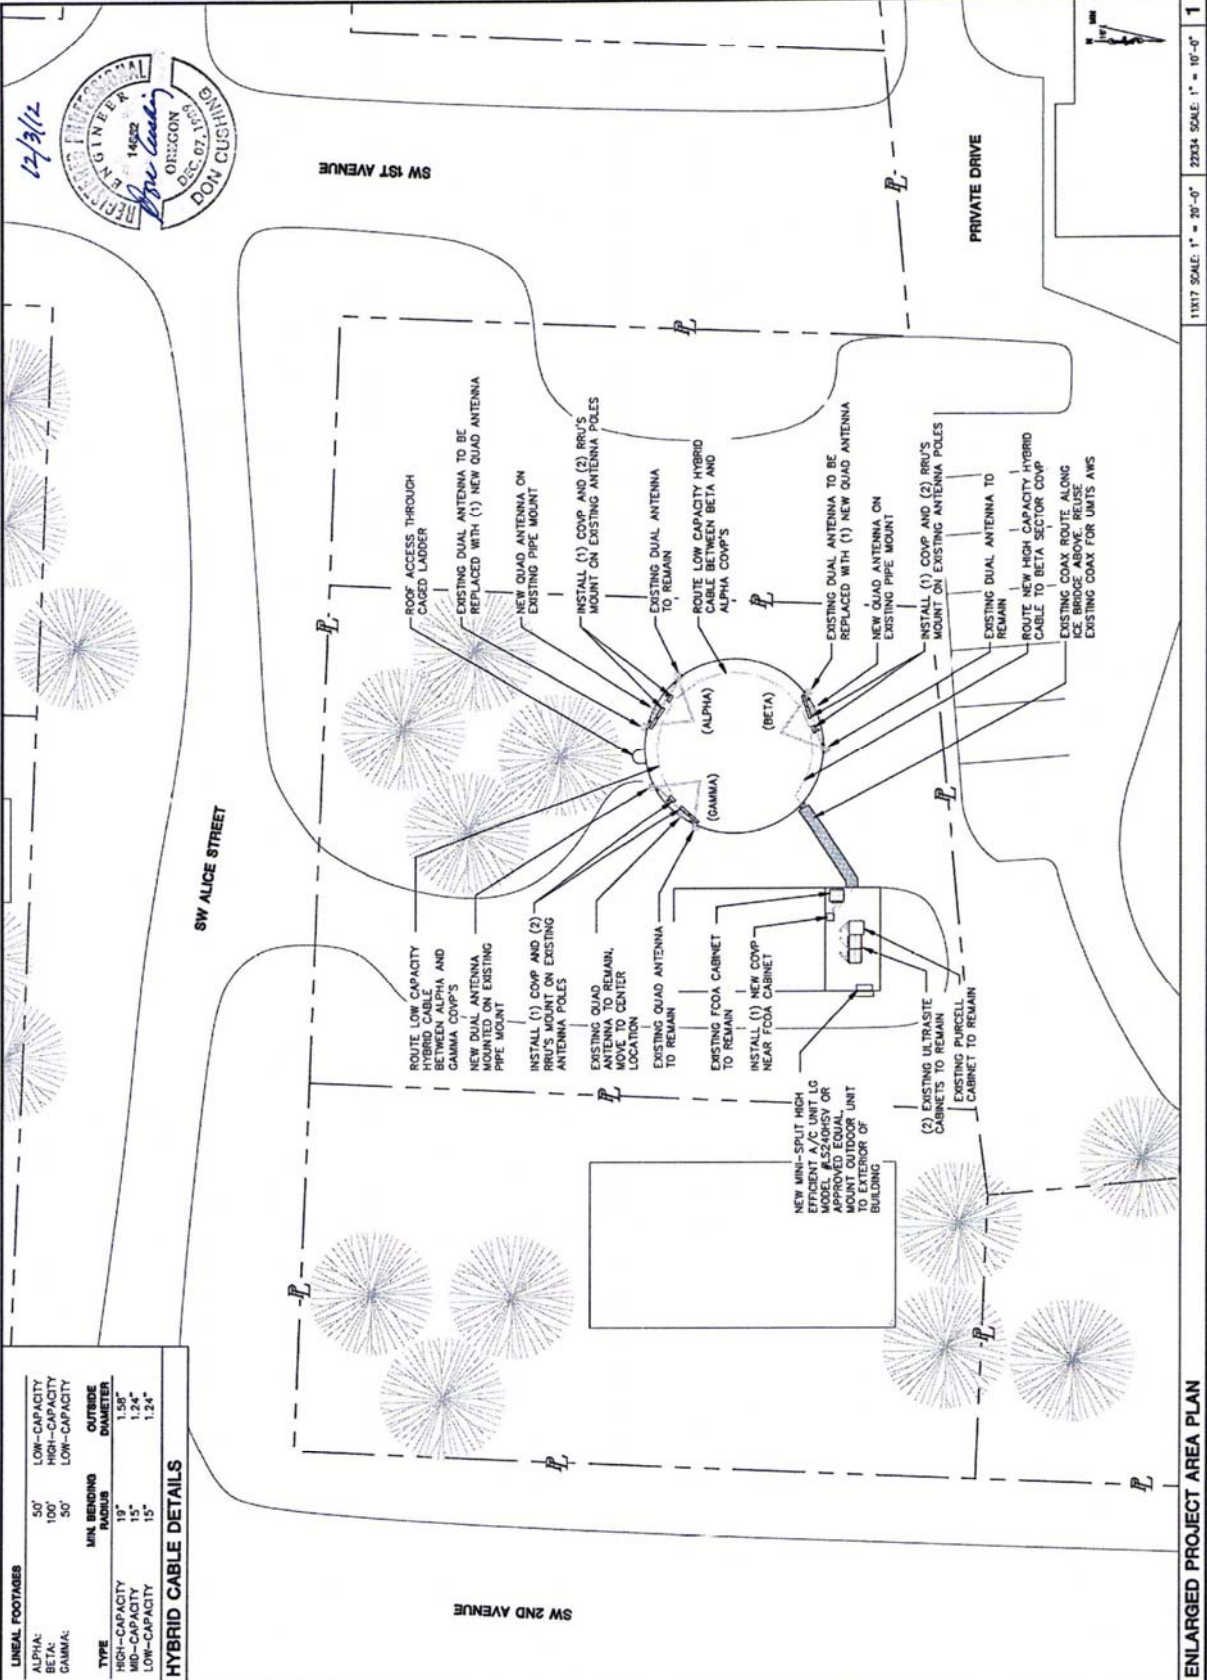 LINEAL FOOTAGES
ALPHA: 50' LOW-CAPACITY
BETA: 100' HIGH-CAPACITY
GAMMA: 50' LOW-CAPACITY
TYPE MIN. BENDING RADIUS OUTSIDE DIAMETER
HIGH-CAPACITY 19" 1.58"
MID-CAPACITY 15" 1.24"
LOW-CAPACITY 15" 1.24"
HYBRID CABLE DETAILS
12/3/12
REGISTERED PROFESSIONAL
ENGINEER
OREGON
DON CUSHING
SW ALICE STREET
SW 1ST AVENUE
SW 2ND AVENUE
PRIVATE DRIVE
ROUTE LOW CAPACITY
HYBRID CABLE
BETWEEN ALPHA AND
GAMMA COVP'S
NEW DUAL ANTENNA
MOUNTED ON EXISTING
PIPE MOUNT
INSTALL (1) COVP AND (2)
RRU'S MOUNT ON EXISTING
ANTENNA POLES
EXISTING QUAD
ANTENNA TO REMAIN,
MOVE TO CENTER
LOCATION
EXISTING QUAD ANTENNA
TO REMAIN
EXISTING FCOA CABINET
TO REMAIN
INSTALL (1) NEW COVP
NEAR FCOA CABINET
NEW MINI-SPLIT HIGH
EFFICIENT A/C UNIT LG
MODEL #LS240HSV OR
APPROVED EQUAL,
MOUNT OUTDOOR UNIT
TO EXTERIOR OF
BUILDING
(2) EXISTING ULTRASITE
CABINETS TO REMAIN
EXISTING PURCELL
CABINET TO REMAIN
ROOF ACCESS THROUGH
CAGED LADDER
EXISTING DUAL ANTENNA TO BE
REPLACED WITH (1) NEW QUAD ANTENNA
NEW QUAD ANTENNA ON
EXISTING PIPE MOUNT
INSTALL (1) COVP AND (2) RRU'S
MOUNT ON EXISTING ANTENNA POLES
EXISTING DUAL ANTENNA
TO REMAIN
ROUTE LOW CAPACITY HYBRID
CABLE BETWEEN BETA AND
ALPHA COVP'S
EXISTING DUAL ANTENNA TO BE
REPLACED WITH (1) NEW QUAD ANTENNA
NEW QUAD ANTENNA ON
EXISTING PIPE MOUNT
INSTALL (1) COVP AND (2) RRU'S
MOUNT ON EXISTING ANTENNA POLES
EXISTING DUAL ANTENNA TO
REMAIN
ROUTE NEW HIGH CAPACITY HYBRID
CABLE TO BETA SECTOR COVP
EXISTING COAX ROUTE ALONG
ICE BRIDGE ABOVE. REUSE
EXISTING COAX FOR UMTS AWS
(GAMMA)
(ALPHA)
(BETA)
PL
PL
PL
PL
PL
PL
PL
PL
PL
PL
N
MN
ENLARGED PROJECT AREA PLAN
11X17 SCALE: 1" = 20'-0"
22X34 SCALE: 1" = 10'-0"
1